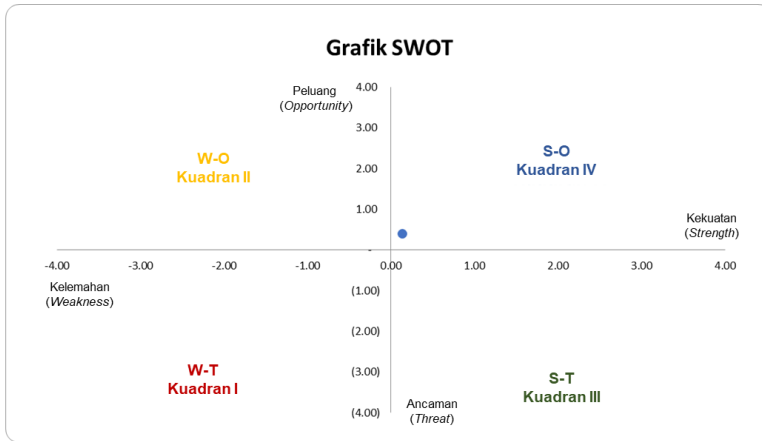 Grafik SWOT
Peluang
(Opportunity)
4.00
3.00
W-O
Kuadran II
2.00
S-O
Kuadran IV
1.00
Kekuatan
(Strength)
-
-4.00 -3.00 -2.00 -1.00 0.00 1.00 2.00 3.00 4.00
Kelemahan
(Weakness)
(1.00)
(2.00)
W-T
Kuadran I
(3.00)
S-T
Kuadran III
(4.00)
Ancaman
(Threat)